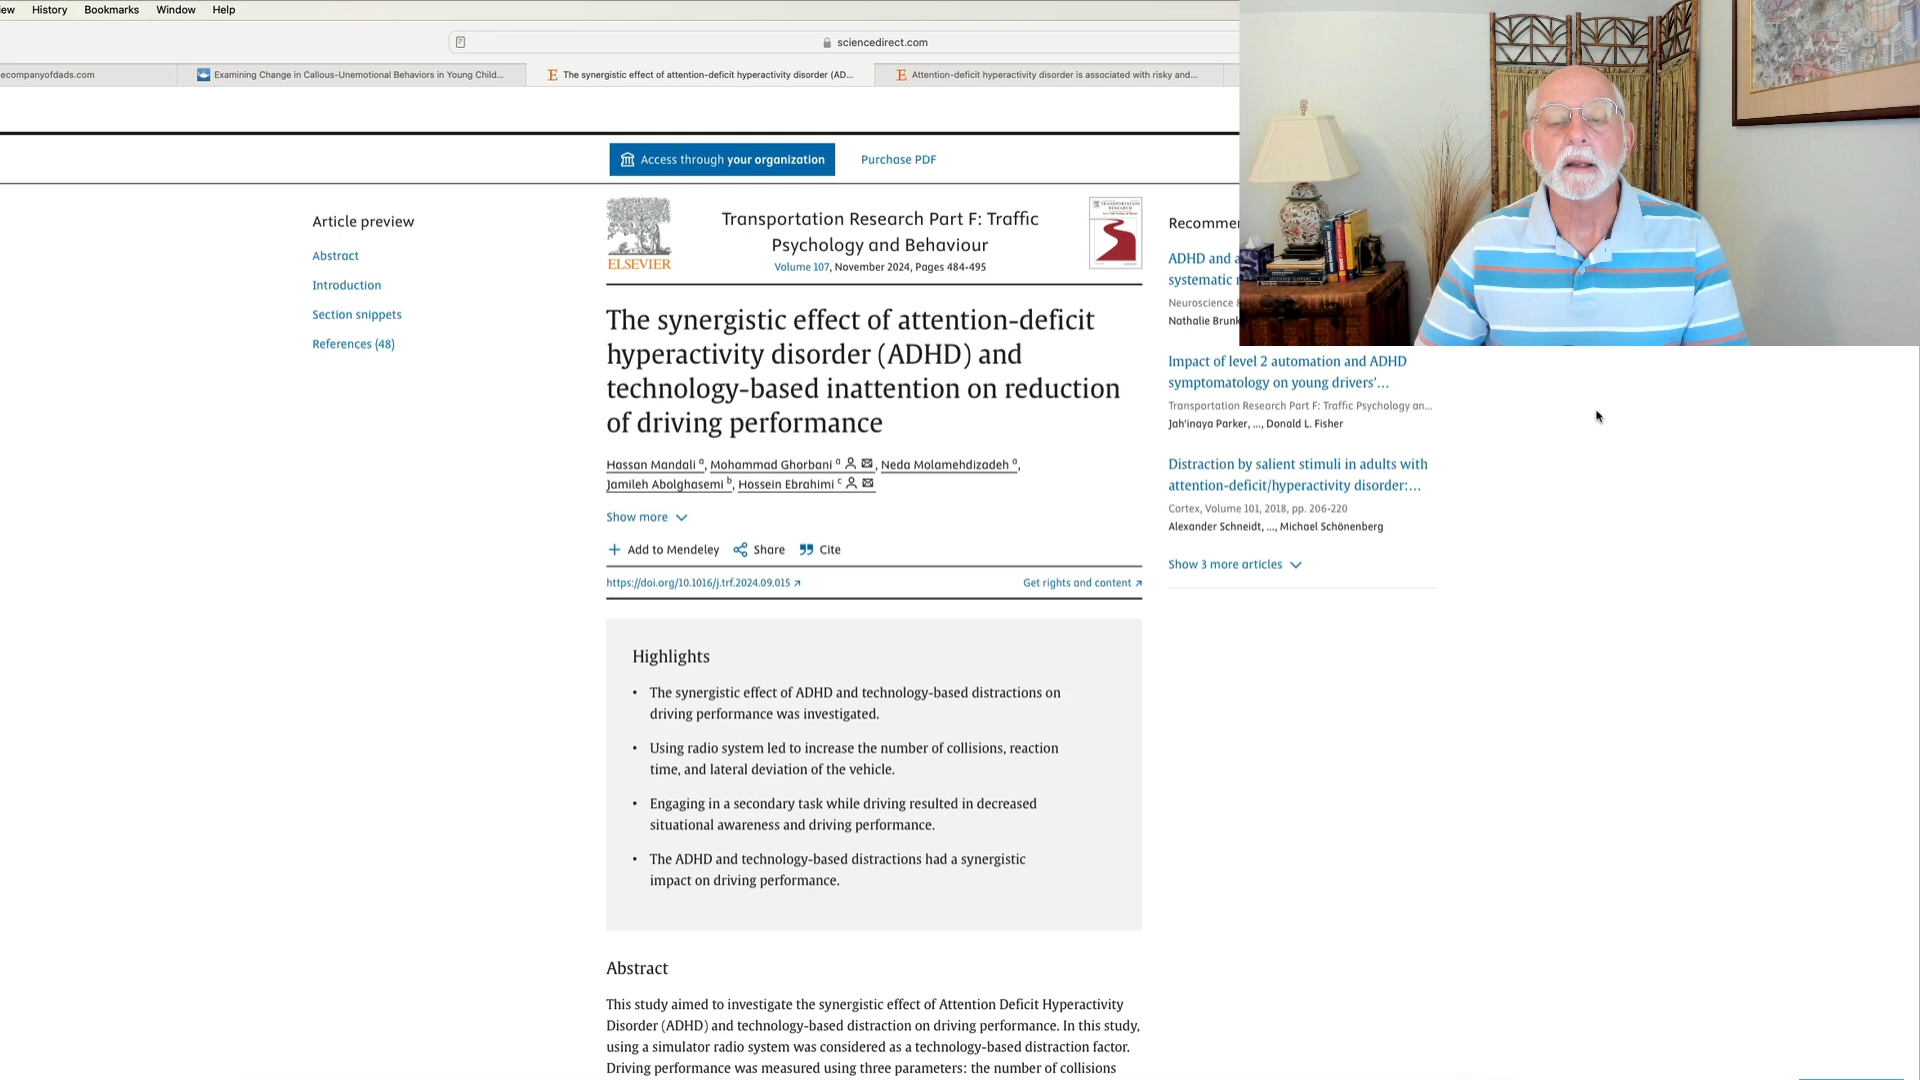 ew History Bookmarks Window Help
sciencedirect.com
ecompanyofdads.com
Examining Change in Callous-Unemotional Behaviors in Young Child...
The synergistic effect of attention-deficit hyperactivity disorder (AD...
Attention-deficit hyperactivity disorder is associated with risky and...
Access through your organization
Purchase PDF
Article preview
Abstract
Introduction
Section snippets
References (48)
ELSEVIER
Transportation Research Part F: Traffic
Psychology and Behaviour
Volume 107, November 2024, Pages 484-495
The synergistic effect of attention-deficit
hyperactivity disorder (ADHD) and
technology-based inattention on reduction
of driving performance
Hassan Mandali a, Mohammad Ghorbani a, Neda Molamehdizadeh a,
Jamileh Abolghasemi b, Hossein Ebrahimi c
Show more
Add to Mendeley Share Cite
https://doi.org/10.1016/j.trf.2024.09.015
Get rights and content
Highlights
• The synergistic effect of ADHD and technology-based distractions on
driving performance was investigated.
• Using radio system led to increase the number of collisions, reaction
time, and lateral deviation of the vehicle.
• Engaging in a secondary task while driving resulted in decreased
situational awareness and driving performance.
• The ADHD and technology-based distractions had a synergistic
impact on driving performance.
Abstract
This study aimed to investigate the synergistic effect of Attention Deficit Hyperactivity
Disorder (ADHD) and technology-based distraction on driving performance. In this study,
using a simulator radio system was considered as a technology-based distraction factor.
Driving performance was measured using three parameters: the number of collisions
Recommen
ADHD and a
systematic r
Neuroscience &
Nathalie Brunk
Impact of level 2 automation and ADHD
symptomatology on young drivers'...
Transportation Research Part F: Traffic Psychology an...
Jah'inaya Parker, ..., Donald L. Fisher
Distraction by salient stimuli in adults with
attention-deficit/hyperactivity disorder:...
Cortex, Volume 101, 2018, pp. 206-220
Alexander Schneidt, ..., Michael Schönenberg
Show 3 more articles